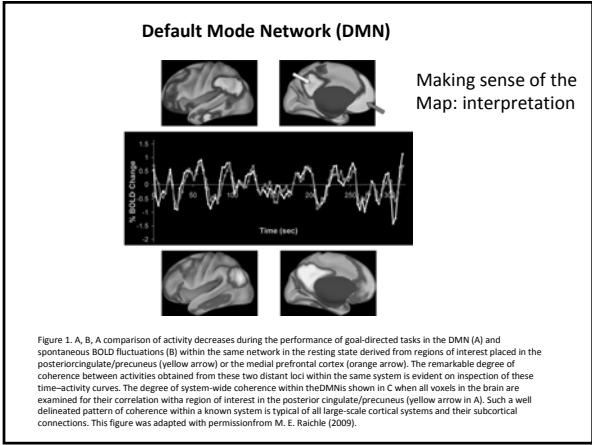 Default Mode Network (DMN)
Making sense of the
Map: interpretation
1.5
1
0.5
0
-0.5
-1
-1.5
-2
% BOLD Change
50
100
200
250
Time (sec)
Figure 1. A, B, A comparison of activity decreases during the performance of goal-directed tasks in the DMN (A) and
spontaneous BOLD fluctuations (B) within the same network in the resting state derived from regions of interest placed in the
posteriorcingulate/precuneus (yellow arrow) or the medial prefrontal cortex (orange arrow). The remarkable degree of
coherence between activities obtained from these two distant loci within the same system is evident on inspection of these
time–activity curves. The degree of system-wide coherence within theDMNis shown in C when all voxels in the brain are
examined for their correlation witha region of interest in the posterior cingulate/precuneus (yellow arrow in A). Such a well
delineated pattern of coherence within a known system is typical of all large-scale cortical systems and their subcortical
connections. This figure was adapted with permissionfrom M. E. Raichle (2009).